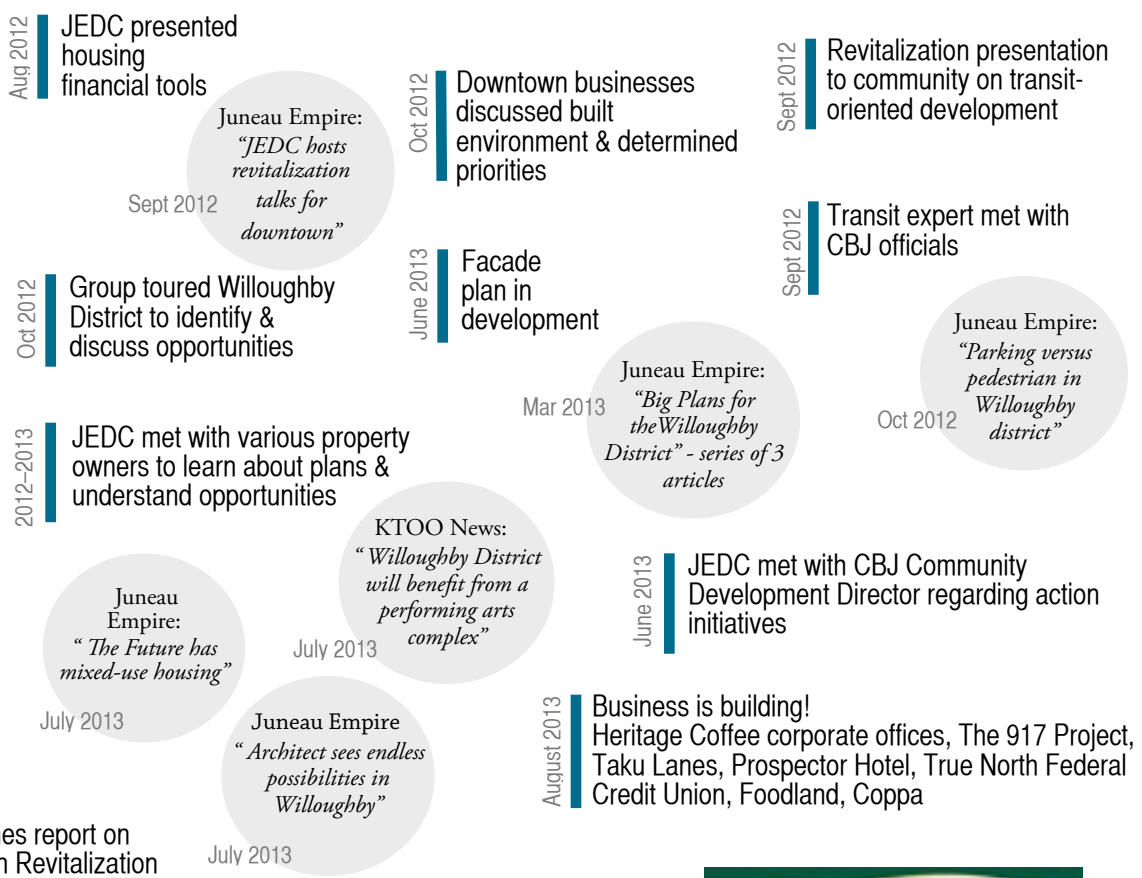 Aug 2012
JEDC presented
housing
financial tools
Juneau Empire:
“JEDC hosts
revitalization
talks for
downtown”
Sept 2012
Oct 2012
Downtown businesses
discussed built
environment & determined
priorities
Sept 2012
Revitalization presentation
to community on transit-
oriented development
Sept 2012
Transit expert met with
CBJ officials
Oct 2012
Group toured Willoughby
District to identify &
discuss opportunities
June 2013
Facade
plan in
development
Juneau Empire:
“Big Plans for
theWilloughby
District” - series of 3
articles
Mar 2013
Juneau Empire:
“Parking versus
pedestrian in
Willoughby
district”
Oct 2012
2012–2013
JEDC met with various property
owners to learn about plans &
understand opportunities
KTOO News:
“ Willoughby District
will benefit from a
performing arts
complex”
July 2013
Juneau
Empire:
“ The Future has
mixed-use housing”
July 2013
June 2013
JEDC met with CBJ Community
Development Director regarding action
initiatives
Juneau Empire
“ Architect sees endless
possibilities in
Willoughby”
July 2013
August 2013
Business is building!
Heritage Coffee corporate offices, The 917 Project,
Taku Lanes, Prospector Hotel, True North Federal
Credit Union, Foodland, Coppa
report on
Revitalization